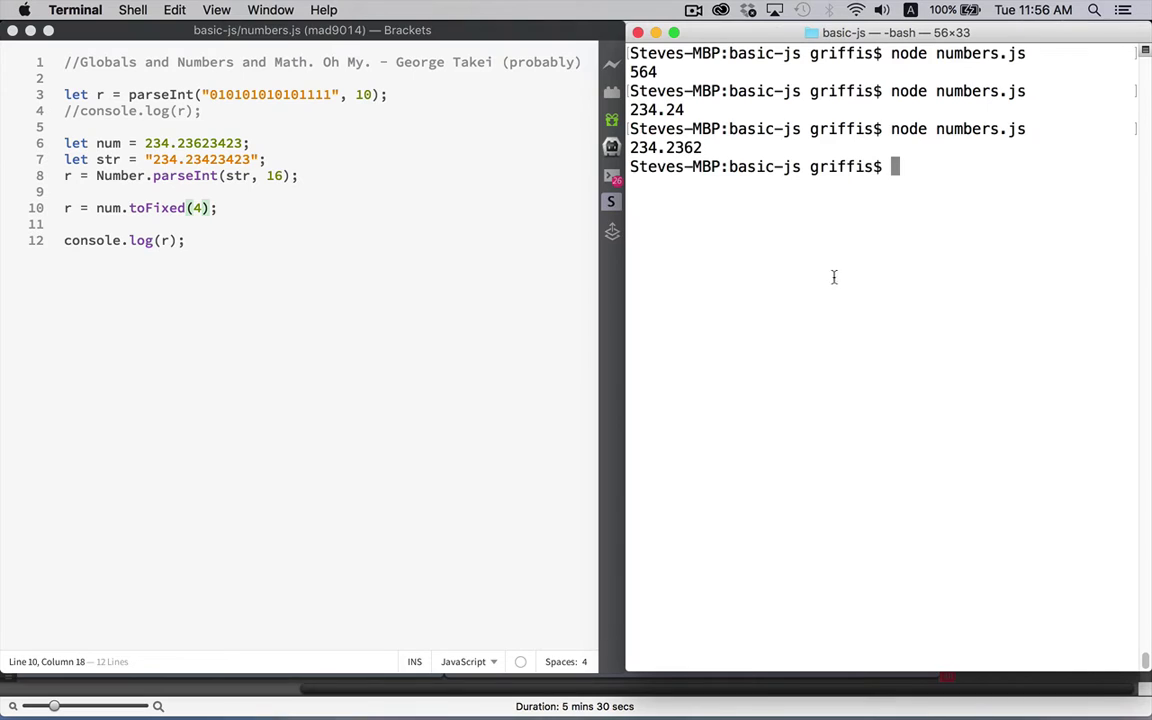 Terminal Shell Edit View Window Help
100% Tue 11:56 AM
basic-js/numbers.js (mad9014) — Brackets
1 //Globals and Numbers and Math. Oh My. - George Takei (probably)
2
3 let r = parseInt("010101010101111", 10);
4 //console.log(r);
5
6 let num = 234.23623423;
7 let str = "234.23423423";
8 r = Number.parseInt(str, 16);
9
10 r = num.toFixed(4);
11
12 console.log(r);
26
S
Line 10, Column 18 — 12 Lines
INS
JavaScript
Spaces: 4
basic-js — -bash — 56×33
[Steves-MBP:basic-js griffis$ node numbers.js ]
564
[Steves-MBP:basic-js griffis$ node numbers.js ]
234.24
[Steves-MBP:basic-js griffis$ node numbers.js ]
234.2362
Steves-MBP:basic-js griffis$
Duration: 5 mins 30 secs